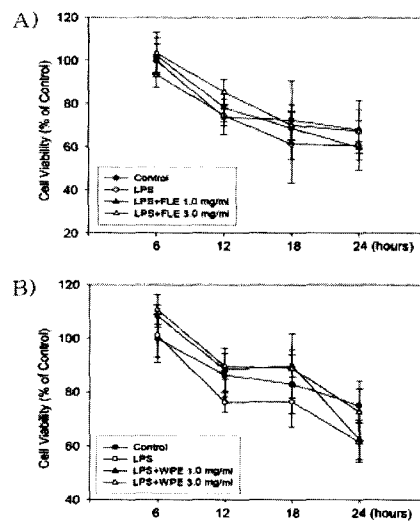 A)
120
100
80
60
40
20
Cell Viability (% of Control)
Control
LPS
LPS+FLE 1.0 mg/ml
LPS+FLE 3.0 mg/ml
6 12 18 24 (hours)
B)
120
100
80
60
40
Cell Viability (% of Control)
Control
LPS
LPS+WPE 1.0 mg/ml
LPS+WPE 3.0 mg/ml
6 12 18 24 (hours)